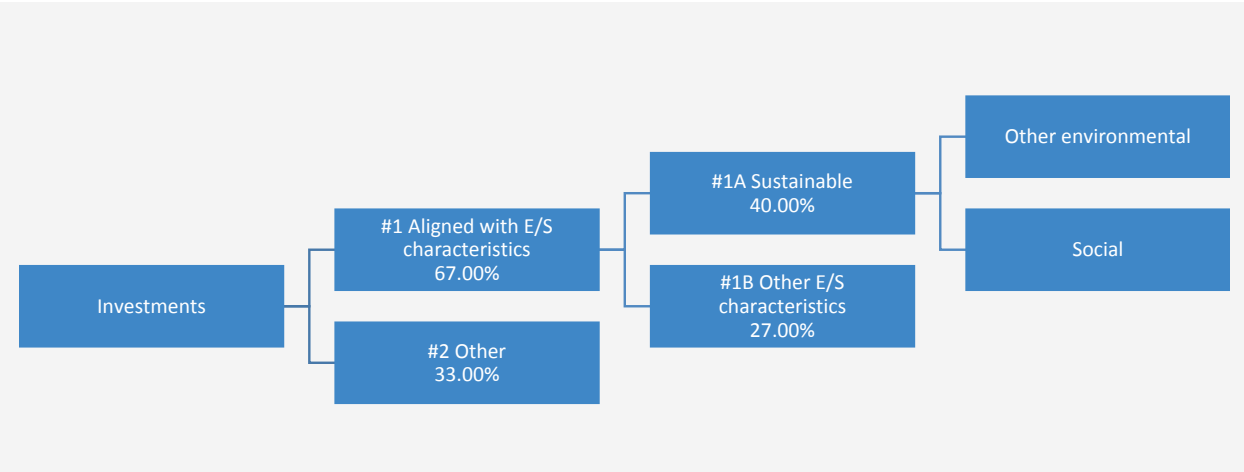 Investments
#1 Aligned with E/S
characteristics
67.00%
#2 Other
33.00%
#1A Sustainable
40.00%
#1B Other E/S
characteristics
27.00%
Other environmental
Social